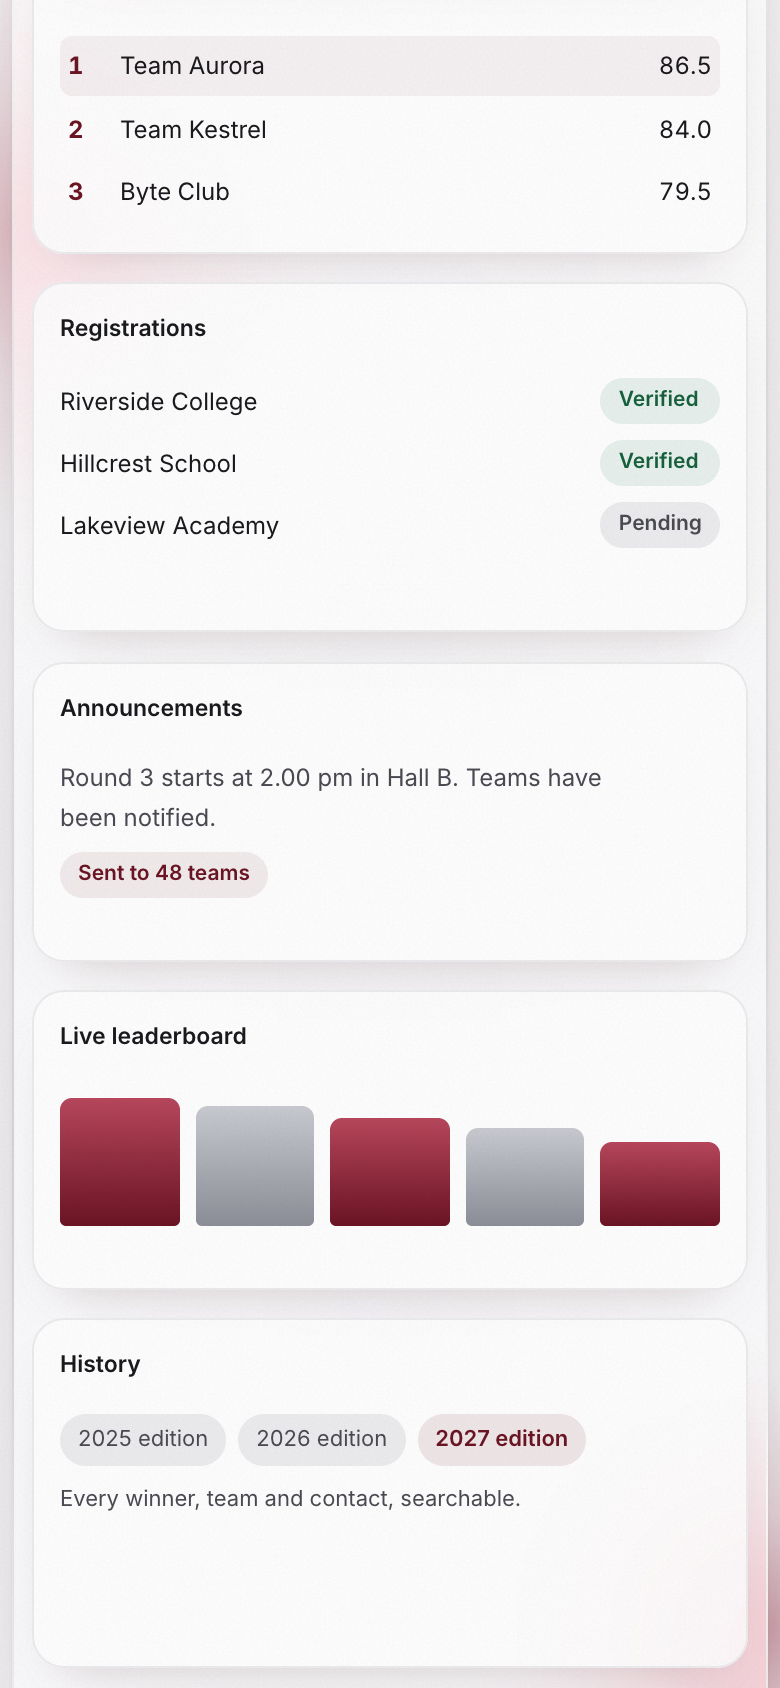 1 Team Aurora 86.5
2 Team Kestrel 84.0
3 Byte Club 79.5
Registrations
Riverside College Verified
Hillcrest School Verified
Lakeview Academy Pending
Announcements
Round 3 starts at 2.00 pm in Hall B. Teams have
been notified.
Sent to 48 teams
Live leaderboard
History
2025 edition 2026 edition 2027 edition
Every winner, team and contact, searchable.